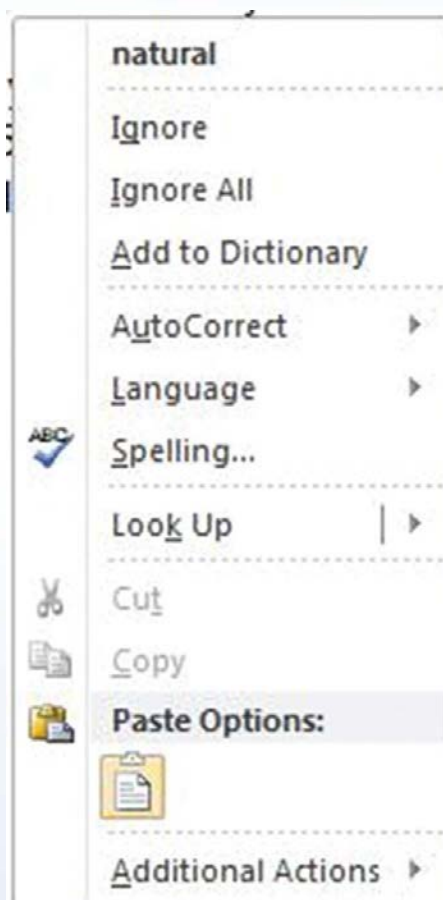 natural
Ignore
Ignore All
Add to Dictionary
AutoCorrect
Language
ABC
Spelling...
Look Up
Cut
Copy
Paste Options:
Additional Actions